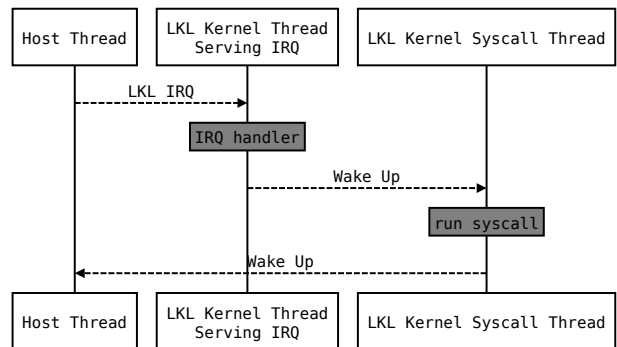 Host Thread
LKL Kernel Thread
Serving IRQ
LKL Kernel Syscall Thread
LKL IRQ
IRQ handler
Wake Up
run syscall
Wake Up
Host Thread
LKL Kernel Thread
Serving IRQ
LKL Kernel Syscall Thread